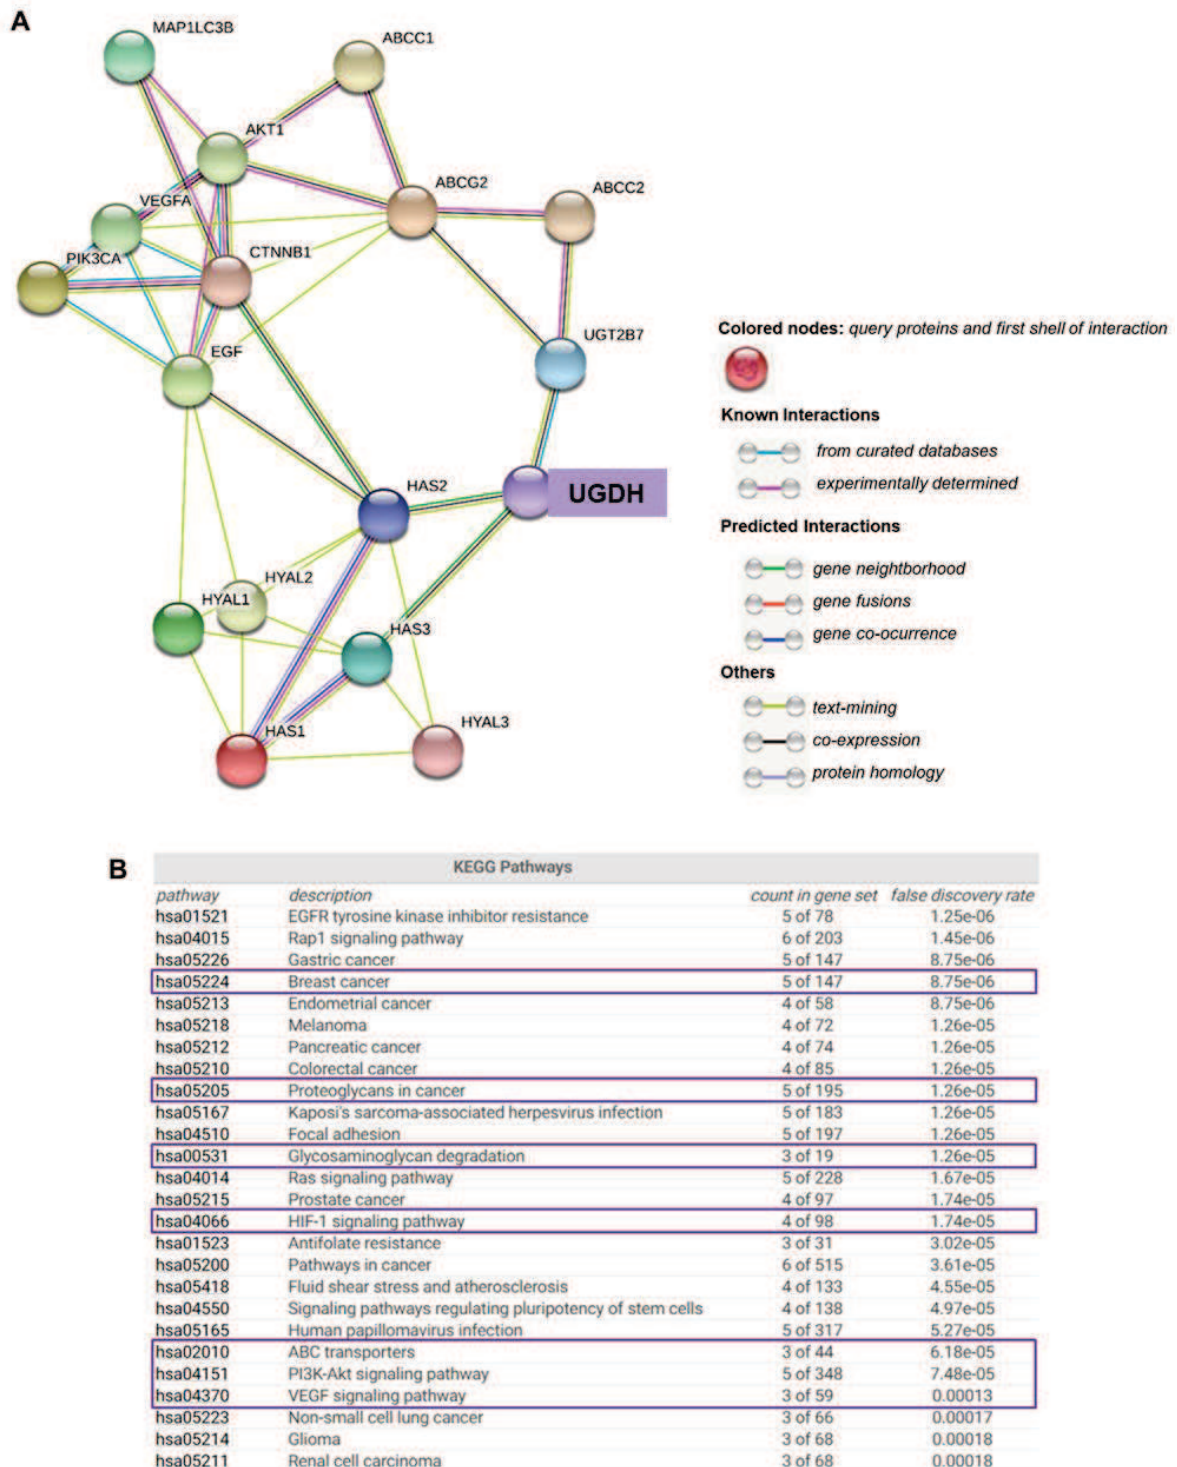 A
MAP1LC3B
ABCC1
AKT1
ABCG2
ABCC2
VEGFA
CTNNB1
PIK3CA
UGT2B7
EGF
HAS2
UGDH
HYAL2
HYAL1
HAS3
HAS1
HYAL3
Colored nodes: query proteins and first shell of interaction
Known Interactions
from curated databases
experimentally determined
Predicted Interactions
gene neighborhood
gene fusions
gene co-ocurrence
Others
text-mining
co-expression
protein homology
B
KEGG Pathways
pathway description count in gene set false discovery rate
hsa01521 EGFR tyrosine kinase inhibitor resistance 5 of 78 1.25e-06
hsa04015 Rap1 signaling pathway 6 of 203 1.45e-06
hsa05226 Gastric cancer 5 of 147 8.75e-06
hsa05224 Breast cancer 5 of 147 8.75e-06
hsa05213 Endometrial cancer 4 of 58 8.75e-06
hsa05218 Melanoma 4 of 72 1.26e-05
hsa05212 Pancreatic cancer 4 of 74 1.26e-05
hsa05210 Colorectal cancer 4 of 85 1.26e-05
hsa05205 Proteoglycans in cancer 5 of 195 1.26e-05
hsa05167 Kaposi's sarcoma-associated herpesvirus infection 5 of 183 1.26e-05
hsa04510 Focal adhesion 5 of 197 1.26e-05
hsa00531 Glycosaminoglycan degradation 3 of 19 1.26e-05
hsa04014 Ras signaling pathway 5 of 228 1.67e-05
hsa05215 Prostate cancer 4 of 97 1.74e-05
hsa04066 HIF-1 signaling pathway 4 of 98 1.74e-05
hsa01523 Antifolate resistance 3 of 31 3.02e-05
hsa05200 Pathways in cancer 6 of 515 3.61e-05
hsa05418 Fluid shear stress and atherosclerosis 4 of 133 4.55e-05
hsa04550 Signaling pathways regulating pluripotency of stem cells 4 of 138 4.97e-05
hsa05165 Human papillomavirus infection 5 of 317 5.27e-05
hsa02010 ABC transporters 3 of 44 6.18e-05
hsa04151 PI3K-Akt signaling pathway 5 of 348 7.48e-05
hsa04370 VEGF signaling pathway 3 of 59 0.00013
hsa05223 Non-small cell lung cancer 3 of 66 0.00017
hsa05214 Glioma 3 of 68 0.00018
hsa05211 Renal cell carcinoma 3 of 68 0.00018